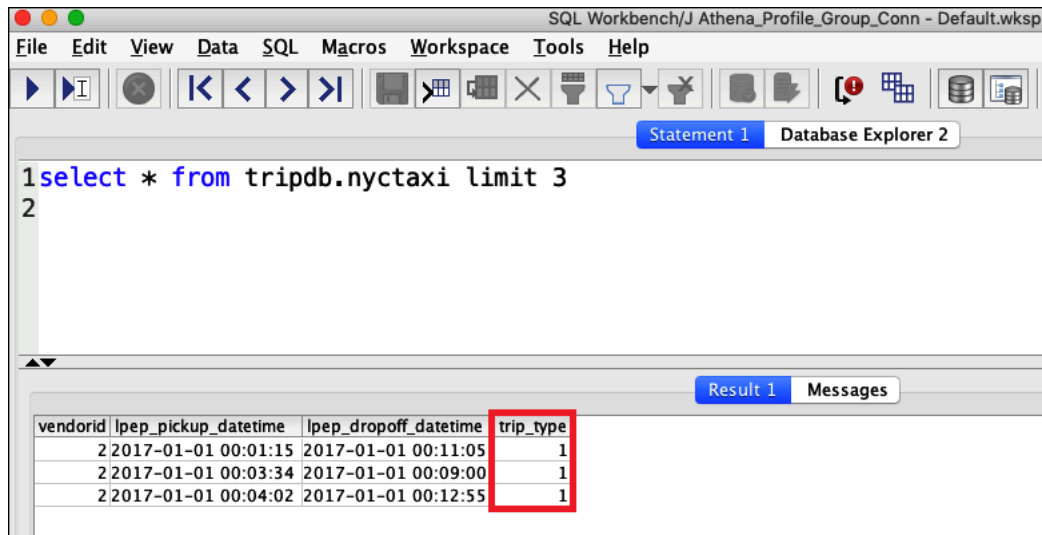 SQL Workbench/J Athena_Profile_Group_Conn - Default.wksp
File Edit View Data SQL Macros Workspace Tools Help
Statement 1 Database Explorer 2
1 select * from tripdb.nyctaxi limit 3
2
Result 1 Messages
vendorid lpep_pickup_datetime lpep_dropoff_datetime trip_type
2 2017-01-01 00:01:15 2017-01-01 00:11:05 1
2 2017-01-01 00:03:34 2017-01-01 00:09:00 1
2 2017-01-01 00:04:02 2017-01-01 00:12:55 1